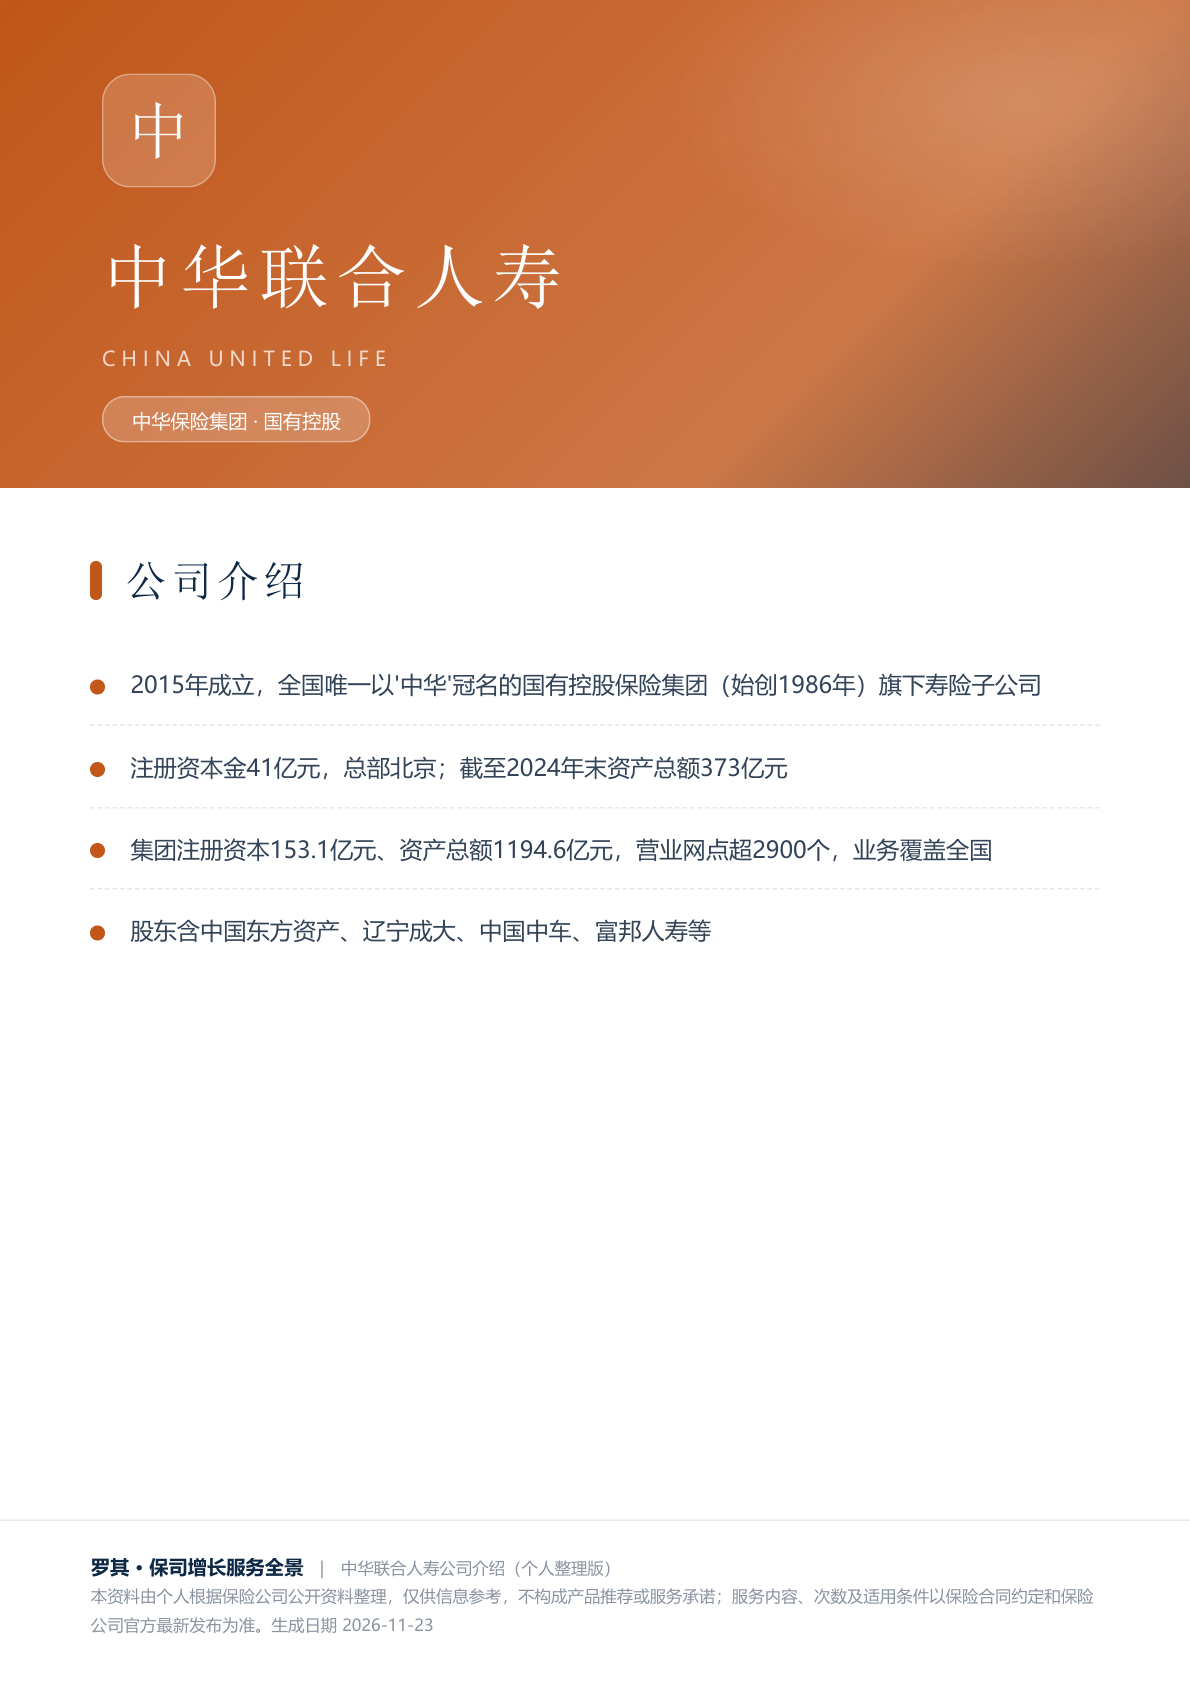 中
中华联合人寿
CHINA UNITED LIFE
中华保险集团 · 国有控股
公司介绍
2015年成立，全国唯一以'中华'冠名的国有控股保险集团（始创1986年）旗下寿险子公司
注册资本金41亿元，总部北京；截至2024年末资产总额373亿元
集团注册资本153.1亿元、资产总额1194.6亿元，营业网点超2900个，业务覆盖全国
股东含中国东方资产、辽宁成大、中国中车、富邦人寿等
罗其 • 保司增长服务全景 | 中华联合人寿公司介绍（个人整理版）
本资料由个人根据保险公司公开资料整理，仅供信息参考，不构成产品推荐或服务承诺；服务内容、次数及适用条件以保险合同约定和保险
公司官方最新发布为准。生成日期 2026-11-23